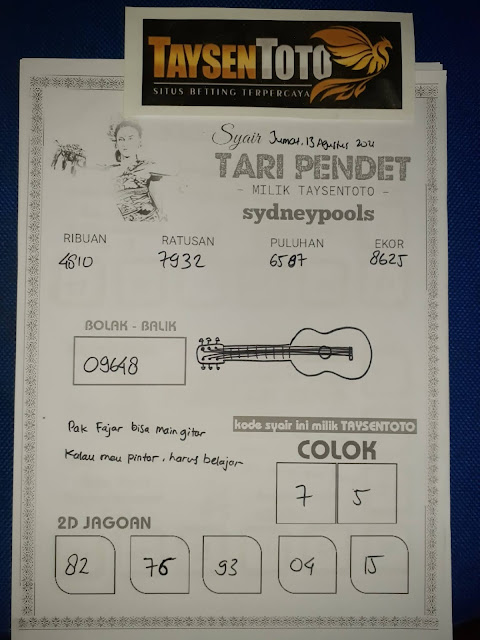 TAYSENTOTO
SITUS BETTING TERPERCAYA
Syair Jumat, 13 Agustus 2021
TARI PENDET
- MILIK TAYSENTOTO -
sydneypools
RIBUAN RATUSAN PULUHAN EKOR
4810 7932 6587 8625
BOLAK - BALIK
09648
Pak Fajar bisa main gitar
Kalau mau pintar, harus belajar
kode syair ini milik TAYSENTOTO
COLOK
7 5
2D JAGOAN
82 76 93 04 15